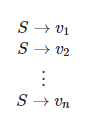 S → v₁
S → v₂
⋮
S → vₙ